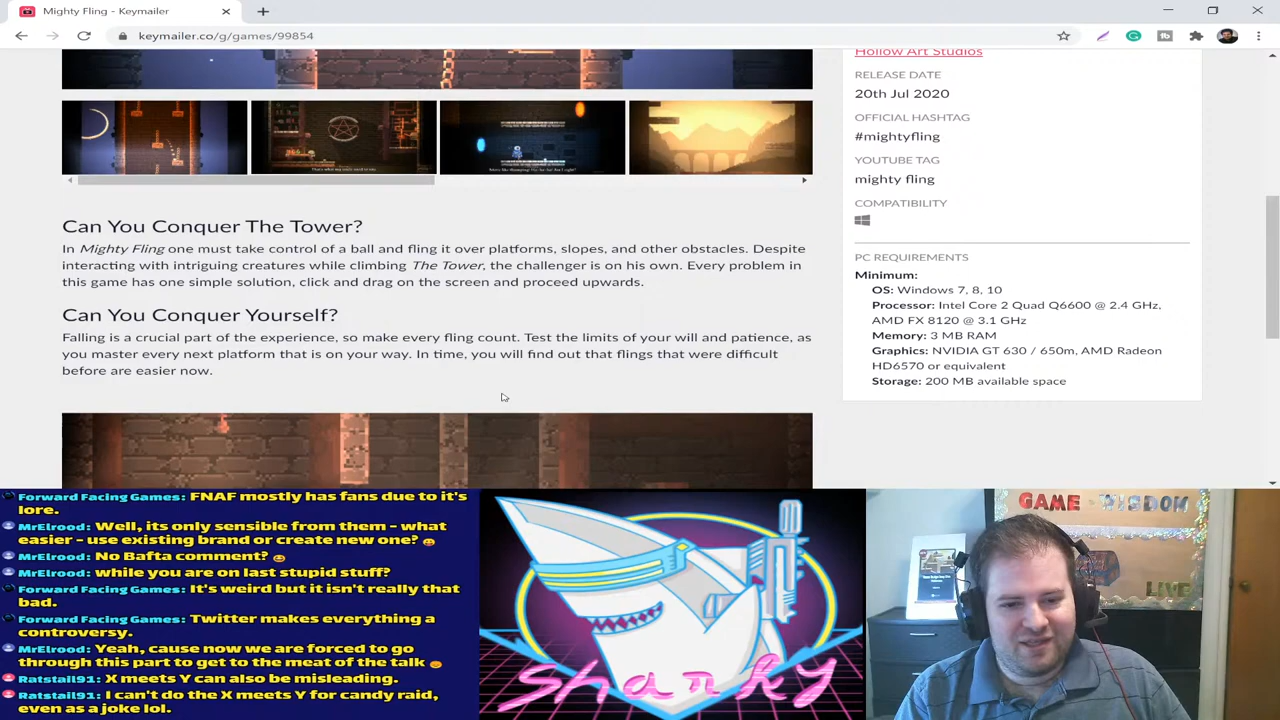 Mighty Fling - Keymailer
keymailer.co/g/games/99854
Hollow Art Studios
RELEASE DATE
20th Jul 2020
OFFICIAL HASHTAG
#mightyfling
YOUTUBE TAG
mighty fling
COMPATIBILITY
PC REQUIREMENTS
Minimum:
OS: Windows 7, 8, 10
Processor: Intel Core 2 Quad Q6600 @ 2.4 GHz,
AMD FX 8120 @ 3.1 GHz
Memory: 3 MB RAM
Graphics: NVIDIA GT 630 / 650m, AMD Radeon
HD6570 or equivalent
Storage: 200 MB available space
Can You Conquer The Tower?
In Mighty Fling one must take control of a ball and fling it over platforms, slopes, and other obstacles. Despite
interacting with intriguing creatures while climbing The Tower, the challenger is on his own. Every problem in
this game has one simple solution, click and drag on the screen and proceed upwards.
Can You Conquer Yourself?
Falling is a crucial part of the experience, so make every fling count. Test the limits of your will and patience, as
you master every next platform that is on your way. In time, you will find out that flings that were difficult
before are easier now.
Forward Facing Games: FNAF mostly has fans due to it's
lore.
MrElrood: Well, its only sensible from them - what
easier - use existing brand or create new one?
MrElrood: No Bafta comment?
MrElrood: while you are on last stupid stuff?
Forward Facing Games: It's weird but it isn't really that
bad.
Forward Facing Games: Twitter makes everything a
controversy.
MrElrood: Yeah, cause now we are forced to go
through this part to get to the meat of the talk
Ratstail91: X meets Y can also be misleading.
Ratstail91: I can't do the X meets Y for candy raid,
even as a joke lol.
Sharky
GAME WISDOM
LIVE